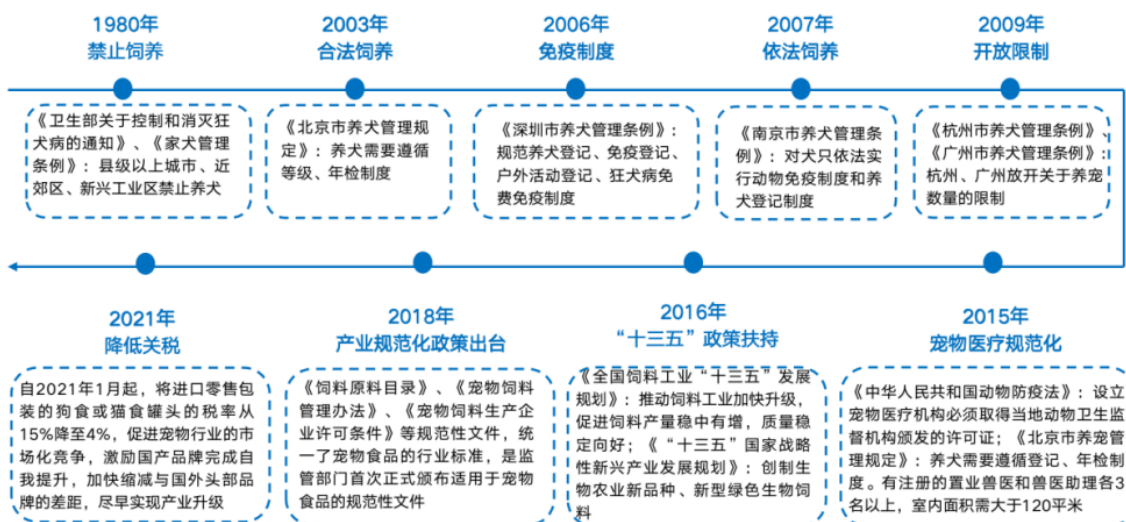 1980年
禁止饲养
2003年
合法饲养
2006年
免疫制度
2007年
依法饲养
2009年
开放限制
《卫生部关于控制和消灭狂
犬病的通知》、《家犬管理
条例》：县级以上城市、近
郊区、新兴工业区禁止养犬
《北京市养犬管理规
定》：养犬需要遵循
等级、年检制度
《深圳市养犬管理条例》：
规范养犬登记、免疫登记、
户外活动登记、狂犬病免
费免疫制度
《南京市养犬管理条
例》：对犬只依法实
行动物免疫制度和养
犬登记制度
《杭州市养犬管理条例》、
《广州市养犬管理条例》：
杭州、广州放开关于养宠
数量的限制
2021年
降低关税
2018年
产业规范化政策出台
2016年
“十三五”政策扶持
2015年
宠物医疗规范化
自2021年1月起，将进口零售包
装的狗食或猫食罐头的税率从
15%降至4%，促进宠物行业的市
场化竞争，激励国产品牌完成自
我提升，加快缩减与国外头部品
牌的差距，尽早实现产业升级
《饲料原料目录》、《宠物饲料
管理办法》、《宠物饲料生产企
业许可条件》等规范性文件，统
一了宠物食品的行业标准，是监
管部门首次正式颁布适用于宠物
食品的规范性文件
《全国饲料工业“十三五”发展
规划》：推动饲料工业加快升级，
促进饲料产量稳中有增，质量稳
定向好；《“十三五”国家战略
性新兴产业发展规划》：创制生
物农业新品种、新型绿色生物饲
料
《中华人民共和国动物防疫法》：设立
宠物医疗机构必须取得当地动物卫生监
督机构颁发的许可证；《北京市养宠管
理规定》：养犬需要遵循登记、年检制
度。有注册的置业兽医和兽医助理各3
名以上，室内面积需大于120平米